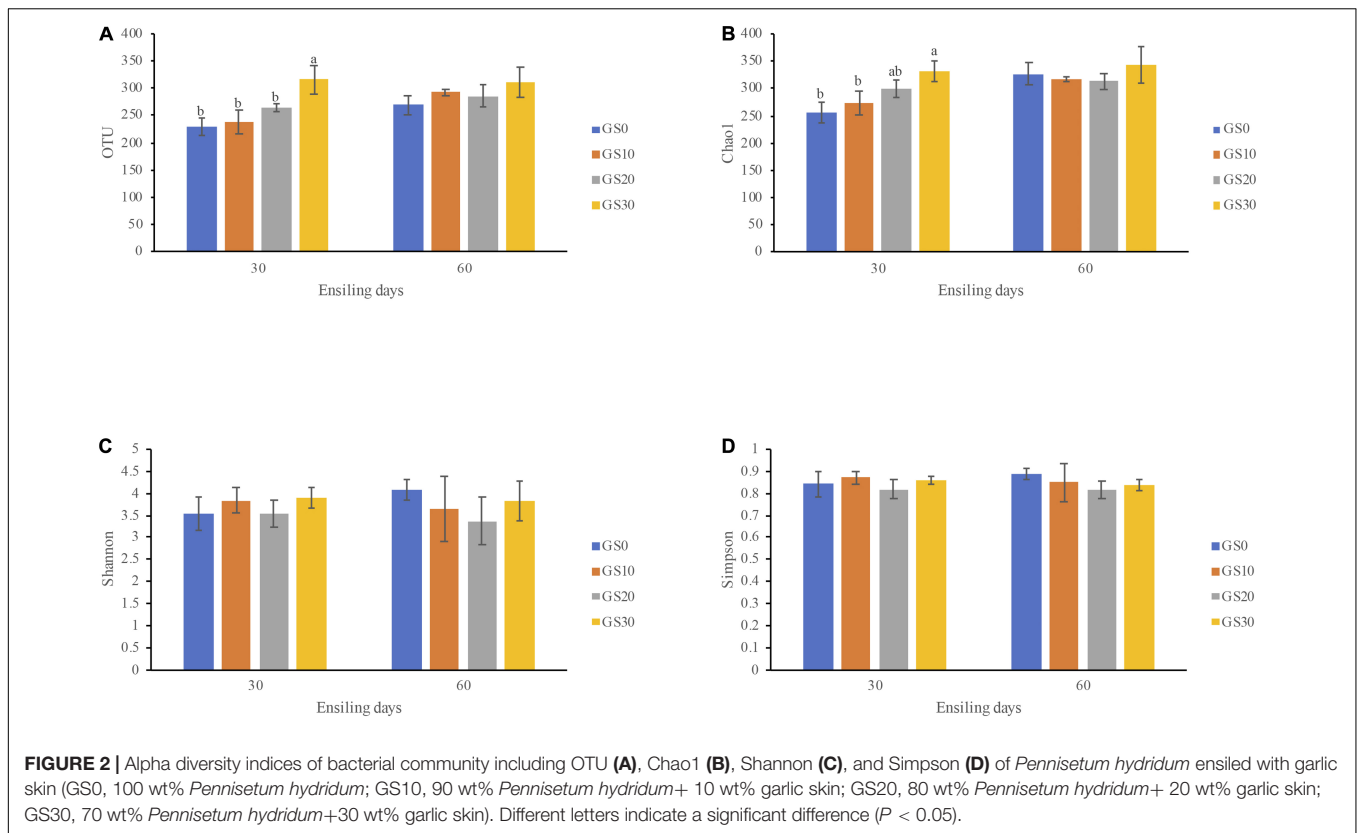 A
400
350
300
250
200
150
100
50
0
OTU
b
b
b
a
30
60
Ensiling days
GS0
GS10
GS20
GS30
B
400
350
300
250
200
150
100
50
0
Chao1
b
b
ab
a
30
60
Ensiling days
GS0
GS10
GS20
GS30
C
5
4.5
4
3.5
3
2.5
2
1.5
1
0.5
0
Shannon
30
60
Ensiling days
GS0
GS10
GS20
GS30
D
1
0.9
0.8
0.7
0.6
0.5
0.4
0.3
0.2
0.1
0
Simpson
30
60
Ensiling days
GS0
GS10
GS20
GS30
FIGURE 2 | Alpha diversity indices of bacterial community including OTU (A), Chao1 (B), Shannon (C), and Simpson (D) of Pennisetum hydridum ensiled with garlic
skin (GS0, 100 wt% Pennisetum hydridum; GS10, 90 wt% Pennisetum hydridum+ 10 wt% garlic skin; GS20, 80 wt% Pennisetum hydridum+ 20 wt% garlic skin;
GS30, 70 wt% Pennisetum hydridum+30 wt% garlic skin). Different letters indicate a significant difference (P < 0.05).